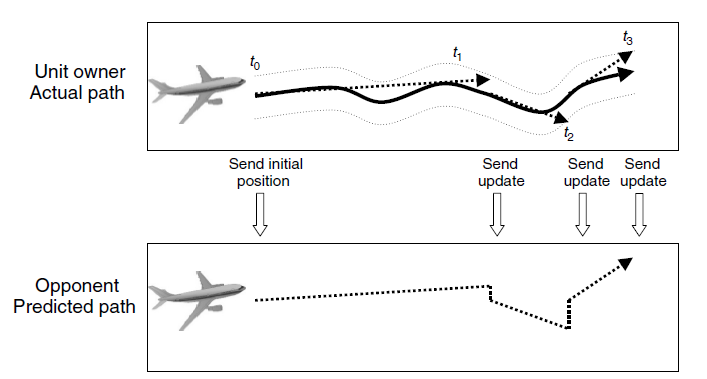 Unit owner
Actual path
t0
t1
t2
t3
Send initial
position
Send
update
Send
update
Send
update
Opponent
Predicted path